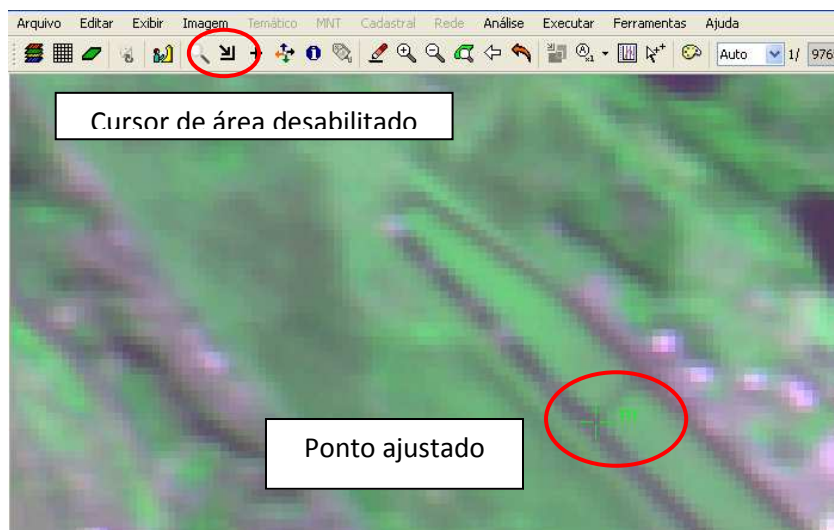 Arquivo Editar Exibir Imagem Temático MNT Cadastral Rede Análise Executar Ferramentas Ajuda
Auto 1/ 976
Cursor de área desabilitado
Ponto ajustado